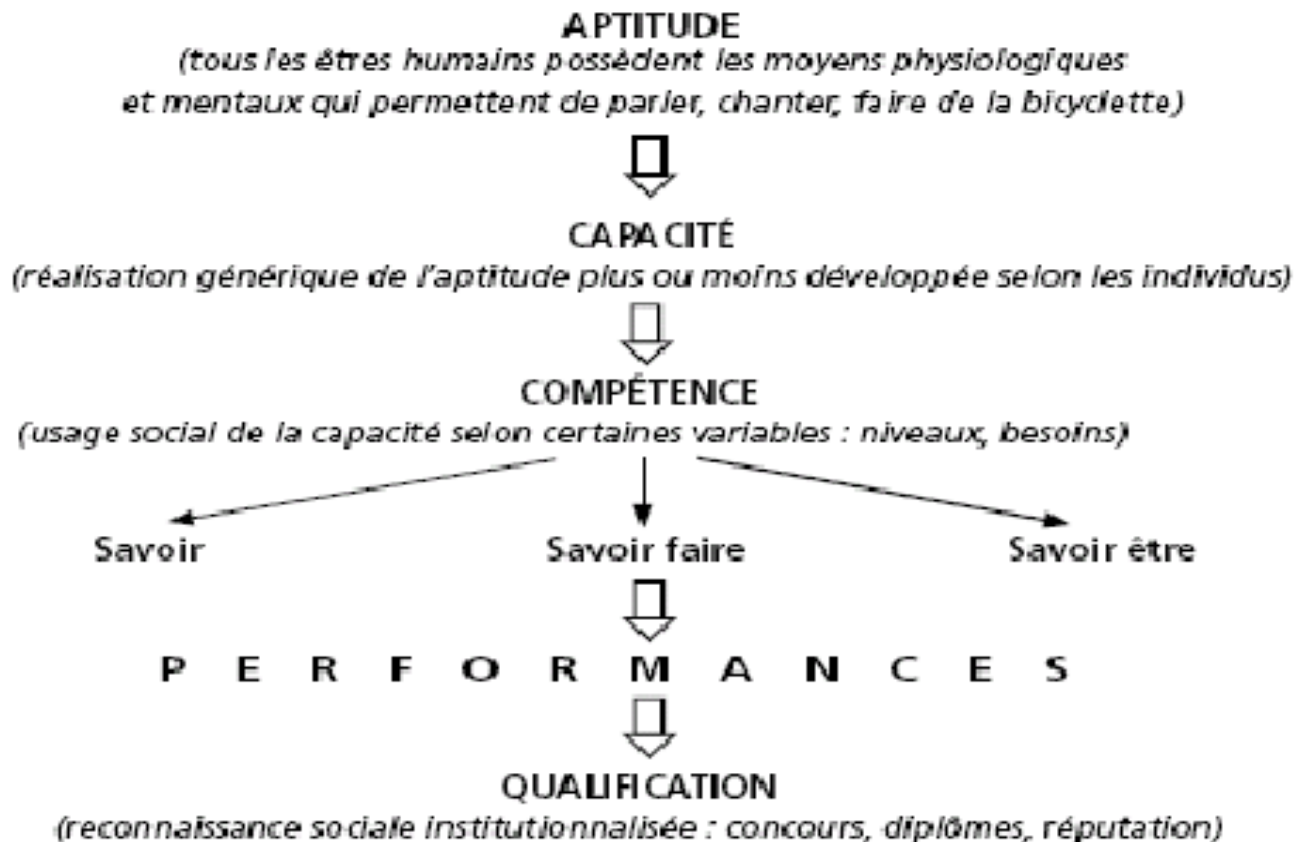 APTITUDE
(tous les êtres humains possèdent les moyens physiologiques
et mentaux qui permettent de parler, chanter, faire de la bicyclette)
CAPACITÉ
(réalisation générique de l'aptitude plus ou moins développée selon les individus)
COMPÉTENCE
(usage social de la capacité selon certaines variables : niveaux, besoins)
Savoir Savoir faire Savoir être
PERFORMANCES
QUALIFICATION
(reconnaissance sociale institutionnalisée : concours, diplômes, réputation)